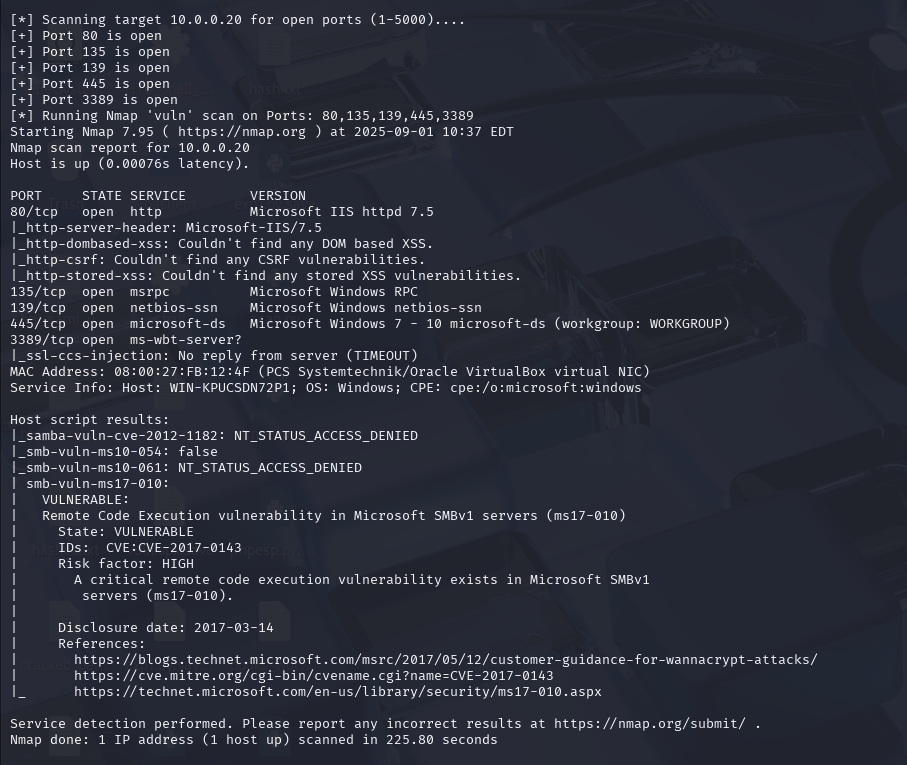 [*] Scanning target 10.0.0.20 for open ports (1-5000)....
[+] Port 80 is open
[+] Port 135 is open
[+] Port 139 is open
[+] Port 445 is open
[+] Port 3389 is open
[*] Running Nmap 'vuln' scan on Ports: 80,135,139,445,3389
Starting Nmap 7.95 ( https://nmap.org ) at 2025-09-01 10:37 EDT
Nmap scan report for 10.0.0.20
Host is up (0.00076s latency).
PORT     STATE SERVICE        VERSION
80/tcp   open  http           Microsoft IIS httpd 7.5
|_http-server-header: Microsoft-IIS/7.5
|_http-dombased-xss: Couldn't find any DOM based XSS.
|_http-csrf: Couldn't find any CSRF vulnerabilities.
|_http-stored-xss: Couldn't find any stored XSS vulnerabilities.
135/tcp  open  msrpc          Microsoft Windows RPC
139/tcp  open  netbios-ssn    Microsoft Windows netbios-ssn
445/tcp  open  microsoft-ds   Microsoft Windows 7 - 10 microsoft-ds (workgroup: WORKGROUP)
3389/tcp open  ms-wbt-server?
|_ssl-ccs-injection: No reply from server (TIMEOUT)
MAC Address: 08:00:27:FB:12:4F (PCS Systemtechnik/Oracle VirtualBox virtual NIC)
Service Info: Host: WIN-KPUCSDN72P1; OS: Windows; CPE: cpe:/o:microsoft:windows
Host script results:
|_samba-vuln-cve-2012-1182: NT_STATUS_ACCESS_DENIED
|_smb-vuln-ms10-054: false
|_smb-vuln-ms10-061: NT_STATUS_ACCESS_DENIED
| smb-vuln-ms17-010:
|   VULNERABLE:
|   Remote Code Execution vulnerability in Microsoft SMBv1 servers (ms17-010)
|     State: VULNERABLE
|     IDs:  CVE:CVE-2017-0143
|     Risk factor: HIGH
|       A critical remote code execution vulnerability exists in Microsoft SMBv1
|        servers (ms17-010).
|
|     Disclosure date: 2017-03-14
|     References:
|       https://blogs.technet.microsoft.com/msrc/2017/05/12/customer-guidance-for-wannacrypt-attacks/
|       https://cve.mitre.org/cgi-bin/cvename.cgi?name=CVE-2017-0143
|_      https://technet.microsoft.com/en-us/library/security/ms17-010.aspx
Service detection performed. Please report any incorrect results at https://nmap.org/submit/ .
Nmap done: 1 IP address (1 host up) scanned in 225.80 seconds